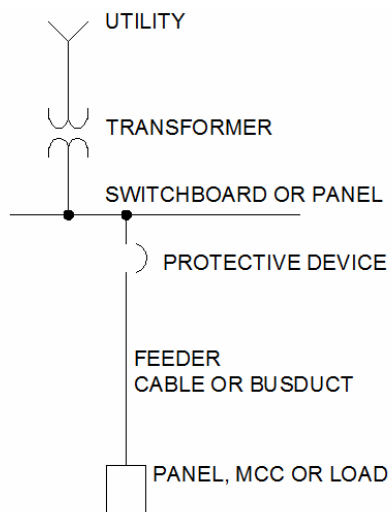 UTILITY
TRANSFORMER
SWITCHBOARD OR PANEL
PROTECTIVE DEVICE
FEEDER
CABLE OR BUSDUCT
PANEL, MCC OR LOAD